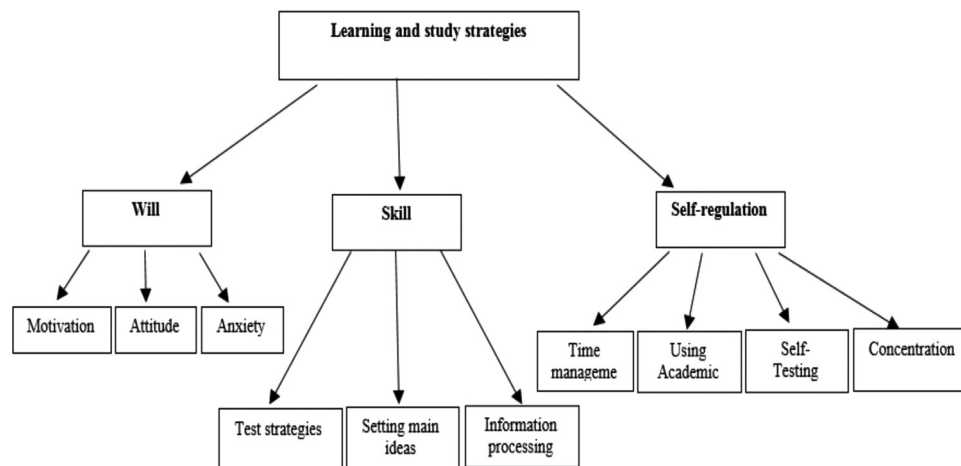 Learning and study strategies
Will
Skill
Self-regulation
Motivation
Attitude
Anxiety
Time
manageme
Using
Academic
Self-
Testing
Concentration
Test strategies
Setting main
ideas
Information
processing